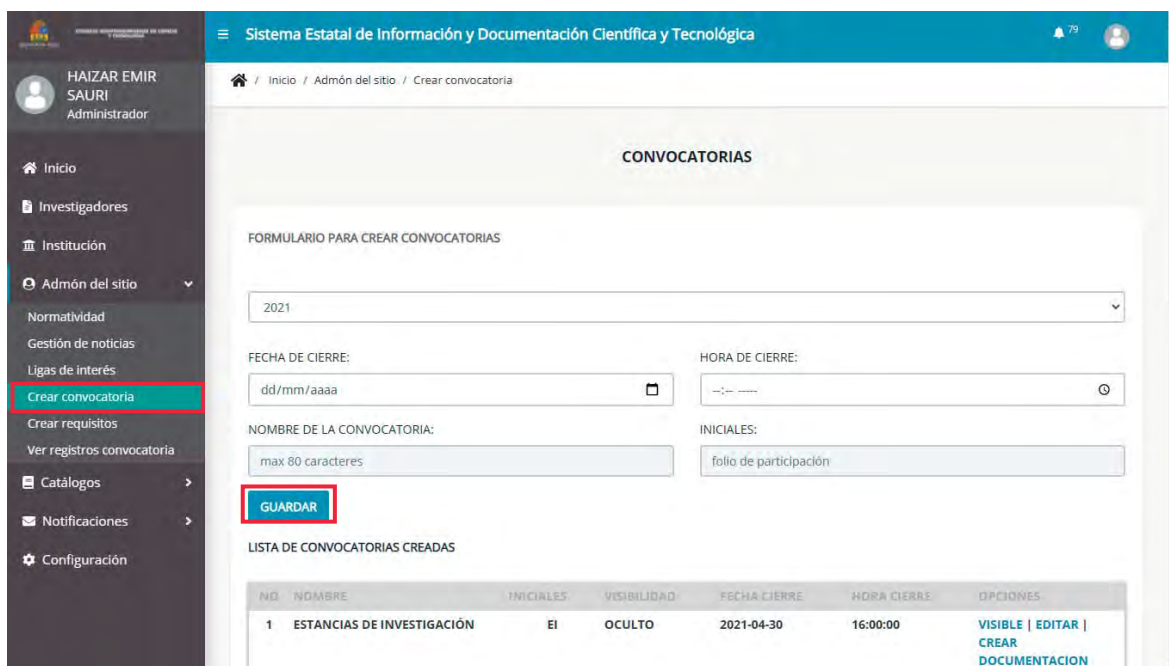 Sistema Estatal de Información y Documentación Científica y Tecnológica
79
HAIZAR EMIR
SAURI
Administrador
/ Inicio / Admón del sitio / Crear convocatoria
Inicio
Investigadores
Institución
Admón del sitio
Normatividad
Gestión de noticias
Ligas de interés
Crear convocatoria
Crear requisitos
Ver registros convocatoria
Catálogos
Notificaciones
Configuración
CONVOCATORIAS
FORMULARIO PARA CREAR CONVOCATORIAS
2021
FECHA DE CIERRE: HORA DE CIERRE:
dd/mm/aaaa --:-- -----
NOMBRE DE LA CONVOCATORIA: INICIALES:
max 80 caracteres folio de participación
GUARDAR
LISTA DE CONVOCATORIAS CREADAS
NO NOMBRE INICIALES VISIBILIDAD FECHA CIERRE HORA CIERRE OPCIONES
1 ESTANCIAS DE INVESTIGACIÓN EI OCULTO 2021-04-30 16:00:00 VISIBLE | EDITAR |
CREAR
DOCUMENTACION